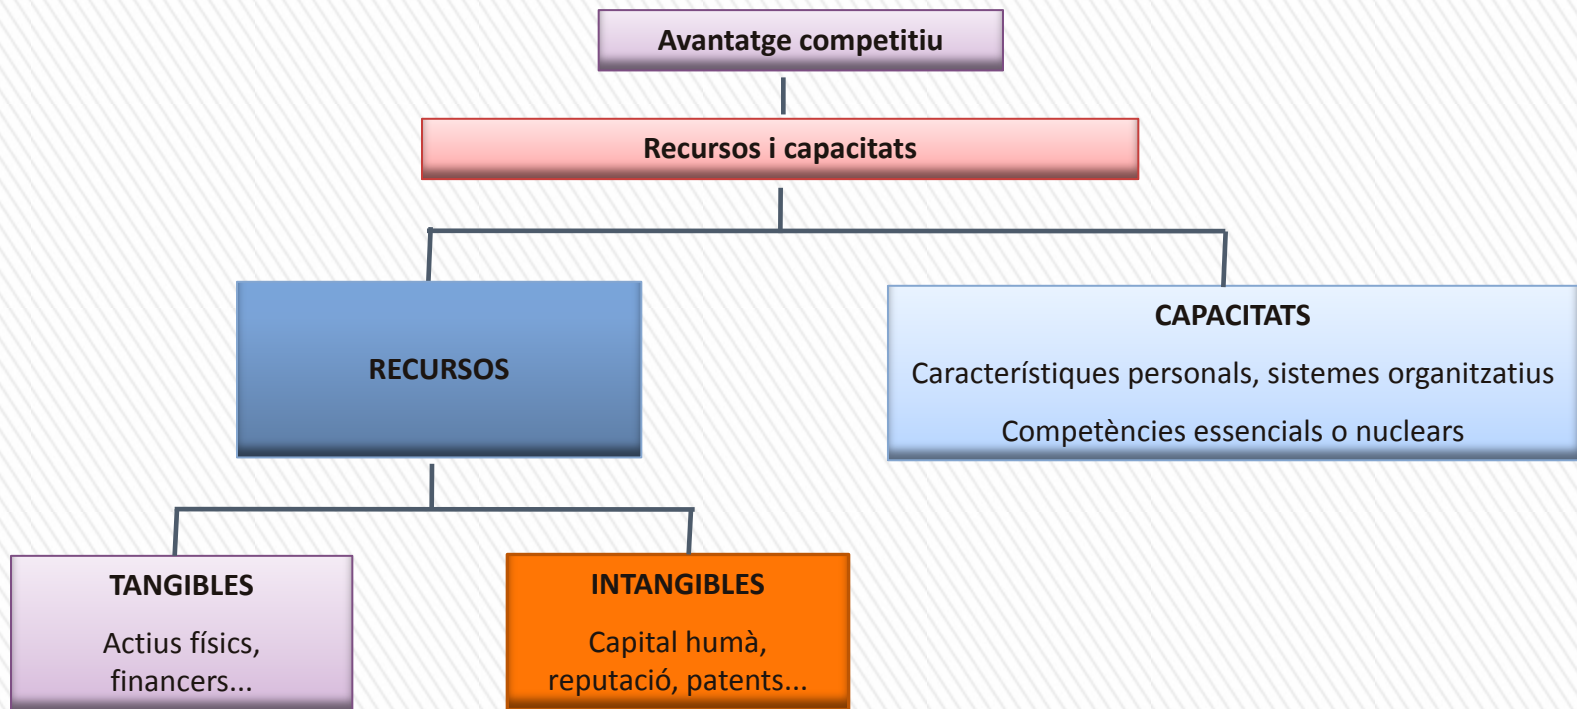 Avantatge competitiu
Recursos i capacitats
RECURSOS
CAPACITATS
Característiques personals, sistemes organitzatius
Competències essencials o nuclears
TANGIBLES
Actius físics,
financers...
INTANGIBLES
Capital humà,
reputació, patents...